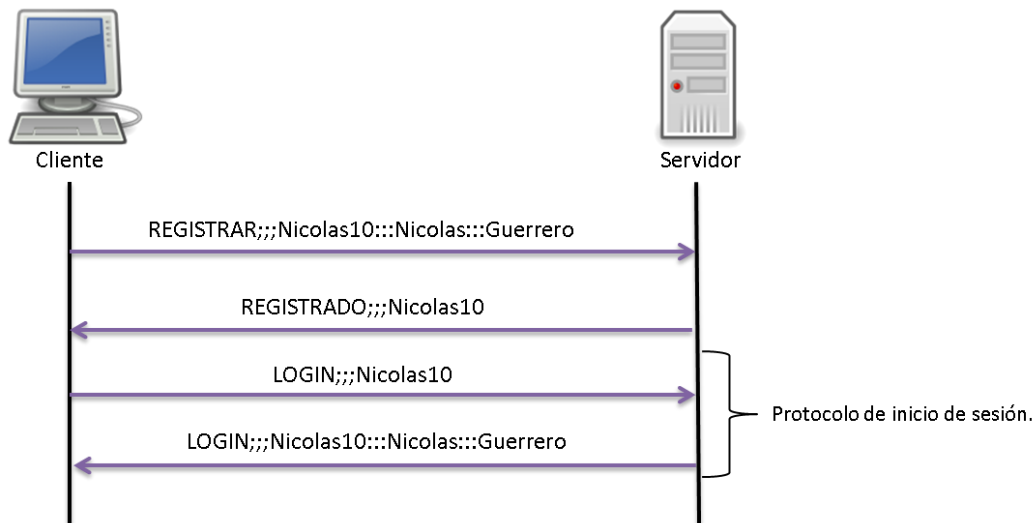 Cliente
Servidor
REGISTRAR;;;Nicolas10:::Nicolas:::Guerrero
REGISTRADO;;;Nicolas10
LOGIN;;;Nicolas10
Protocolo de inicio de sesión.
LOGIN;;;Nicolas10:::Nicolas:::Guerrero